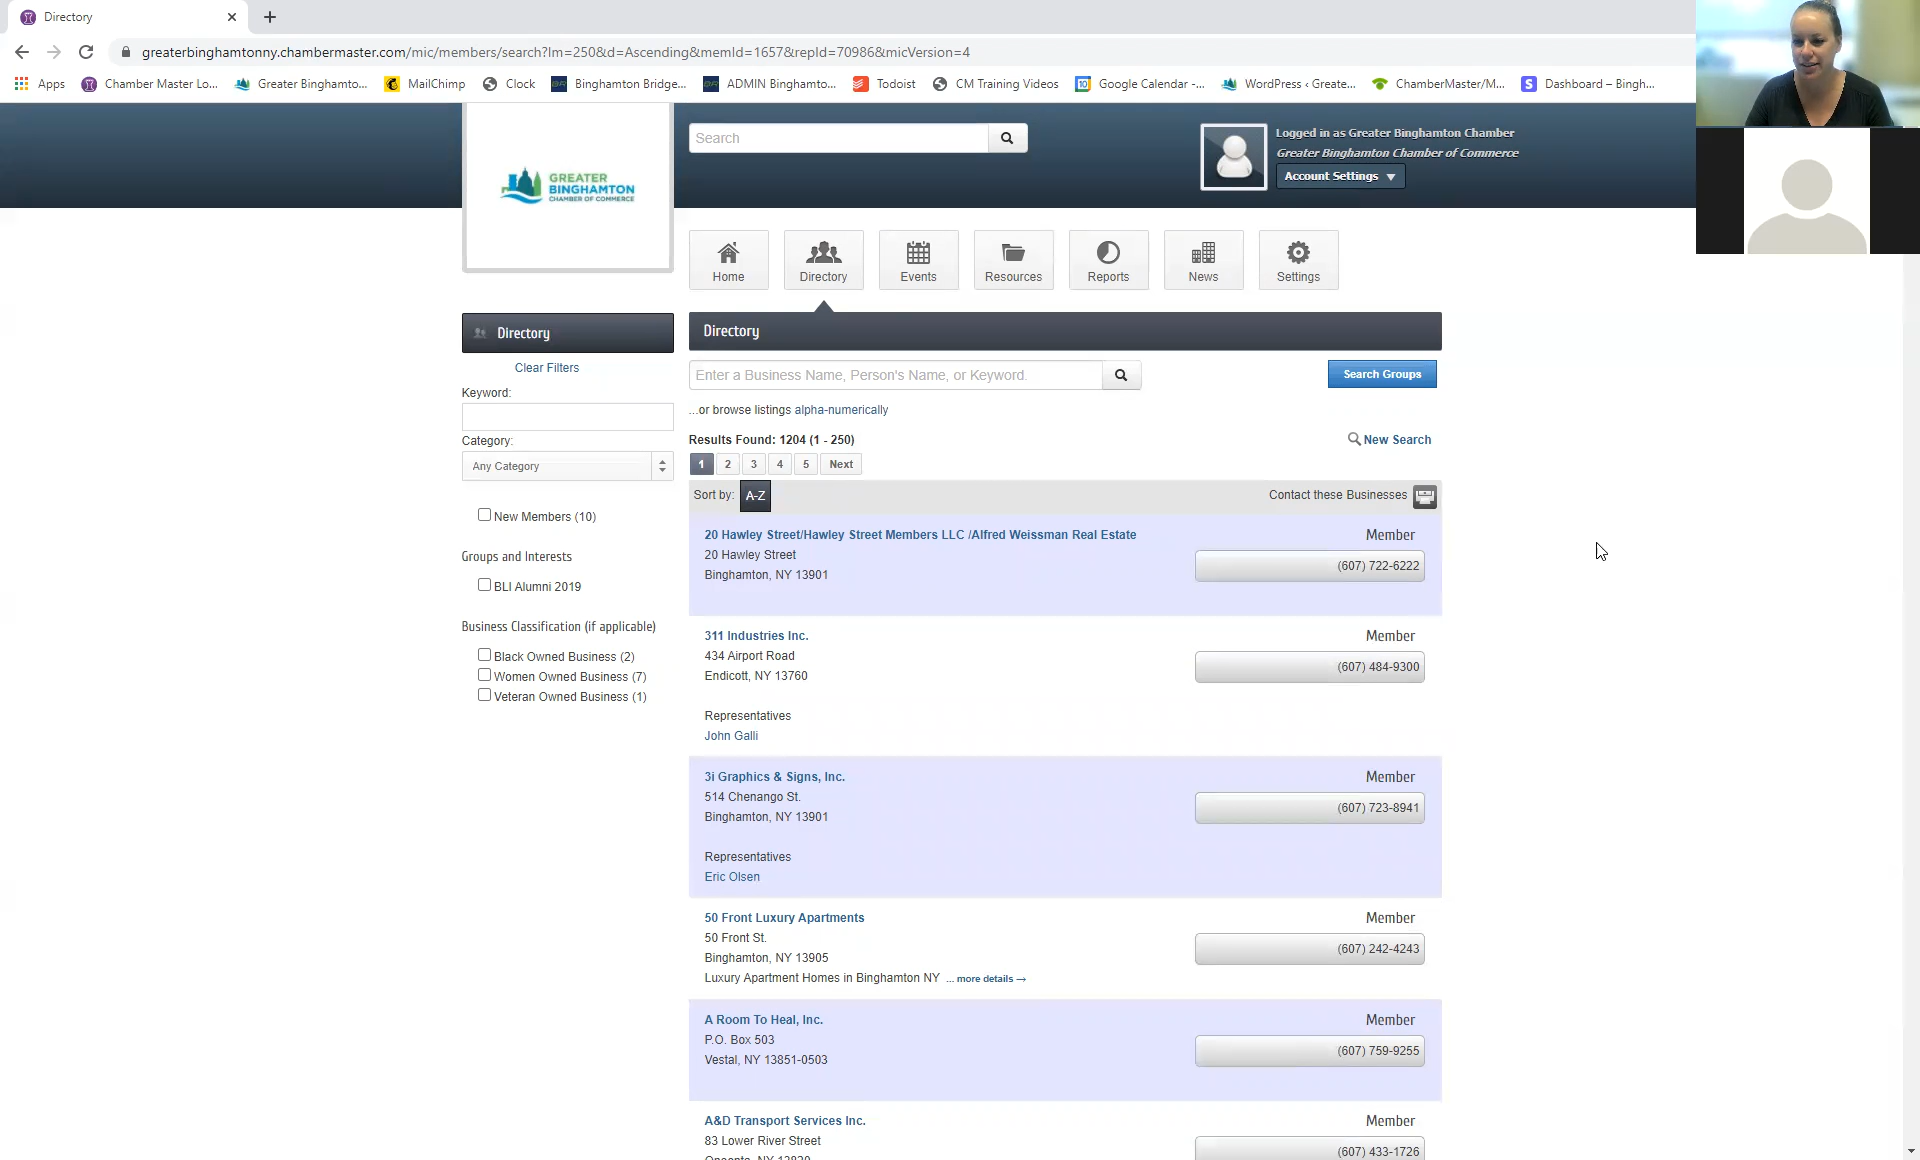 Directory
greaterbinghamtonny.chambermaster.com/mic/members/search?lm=250&d=Ascending&memId=1657&repId=70986&micVersion=4
Apps Chamber Master Lo... Greater Binghamto... MailChimp Clock Binghamton Bridge... ADMIN Binghamto... Todoist CM Training Videos 10 Google Calendar -... WordPress ‹ Greate... ChamberMaster/M... S Dashboard – Bingh...
GREATER
BINGHAMTON
CHAMBER OF COMMERCE
Search
Logged in as Greater Binghamton Chamber
Greater Binghamton Chamber of Commerce
Account Settings
Home Directory Events Resources Reports News Settings
Directory
Clear Filters
Keyword:
Category:
Any Category
New Members (10)
Groups and Interests
BLI Alumni 2019
Business Classification (if applicable)
Black Owned Business (2)
Women Owned Business (7)
Veteran Owned Business (1)
Directory
Enter a Business Name, Person's Name, or Keyword.
Search Groups
...or browse listings alpha-numerically
Results Found: 1204 (1 - 250)
New Search
1 2 3 4 5 Next
Sort by: A-Z
Contact these Businesses
20 Hawley Street/Hawley Street Members LLC /Alfred Weissman Real Estate
Member
20 Hawley Street
(607) 722-6222
Binghamton, NY 13901
311 Industries Inc.
Member
434 Airport Road
(607) 484-9300
Endicott, NY 13760
Representatives
John Galli
3i Graphics & Signs, Inc.
Member
514 Chenango St.
(607) 723-8941
Binghamton, NY 13901
Representatives
Eric Olsen
50 Front Luxury Apartments
Member
50 Front St.
(607) 242-4243
Binghamton, NY 13905
Luxury Apartment Homes in Binghamton NY ... more details →
A Room To Heal, Inc.
Member
P.O. Box 503
(607) 759-9255
Vestal, NY 13851-0503
A&D Transport Services Inc.
Member
83 Lower River Street
(607) 433-1726